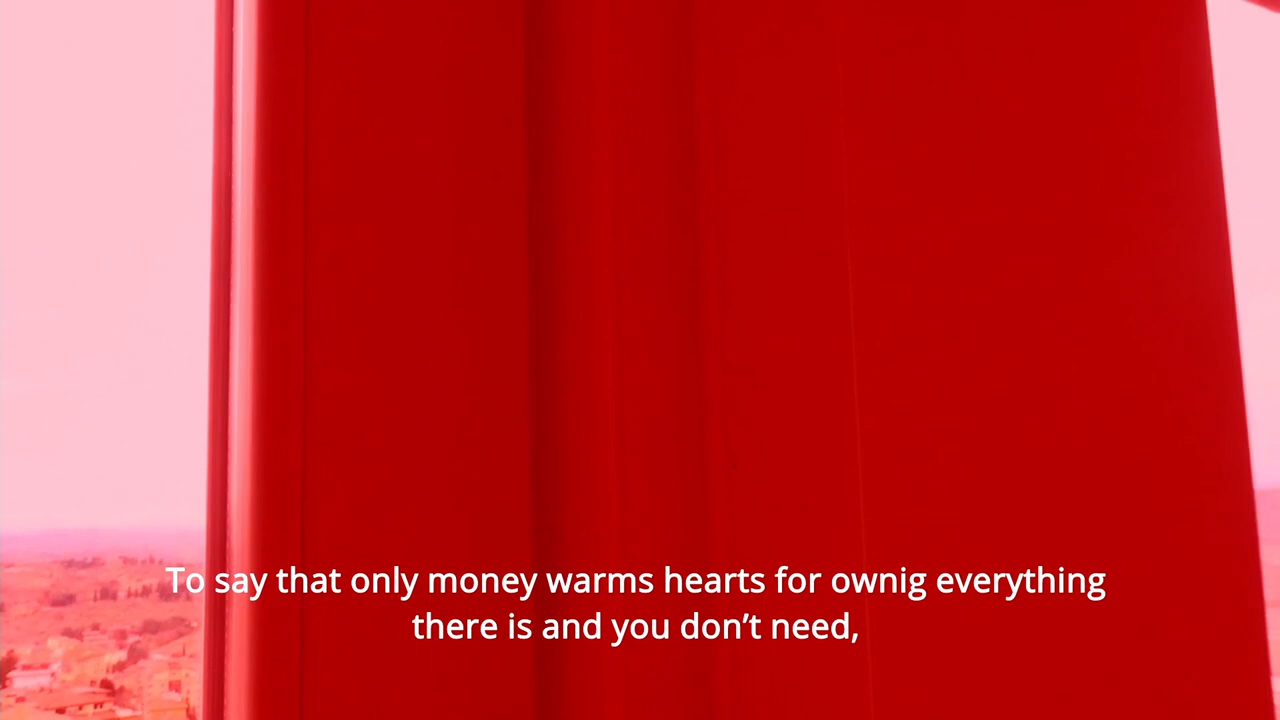 To say that only money warms hearts for ownig everything
there is and you don’t need,